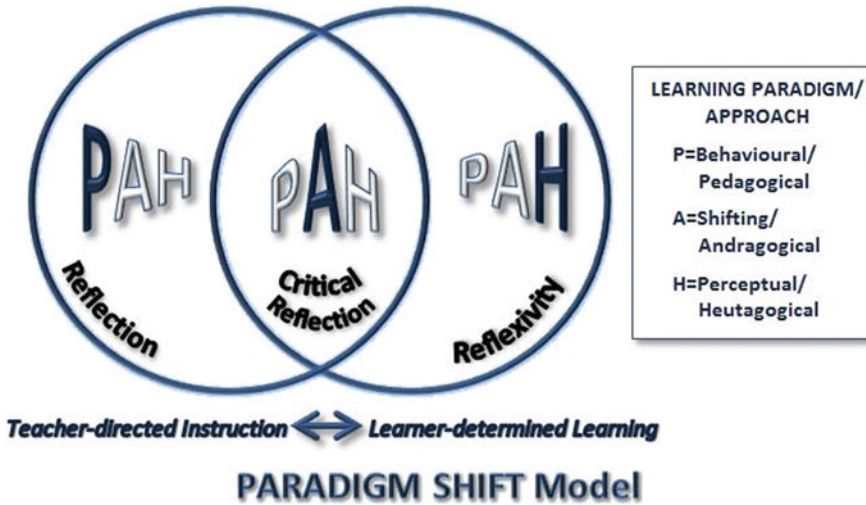 PAH
PAH
PAH
Reflection
Critical
Reflection
Reflexivity
LEARNING PARADIGM/
APPROACH
P=Behavioural/
Pedagogical
A=Shifting/
Andragogical
H=Perceptual/
Heutagogical
Teacher-directed Instruction
Learner-determined Learning
PARADIGM SHIFT Model